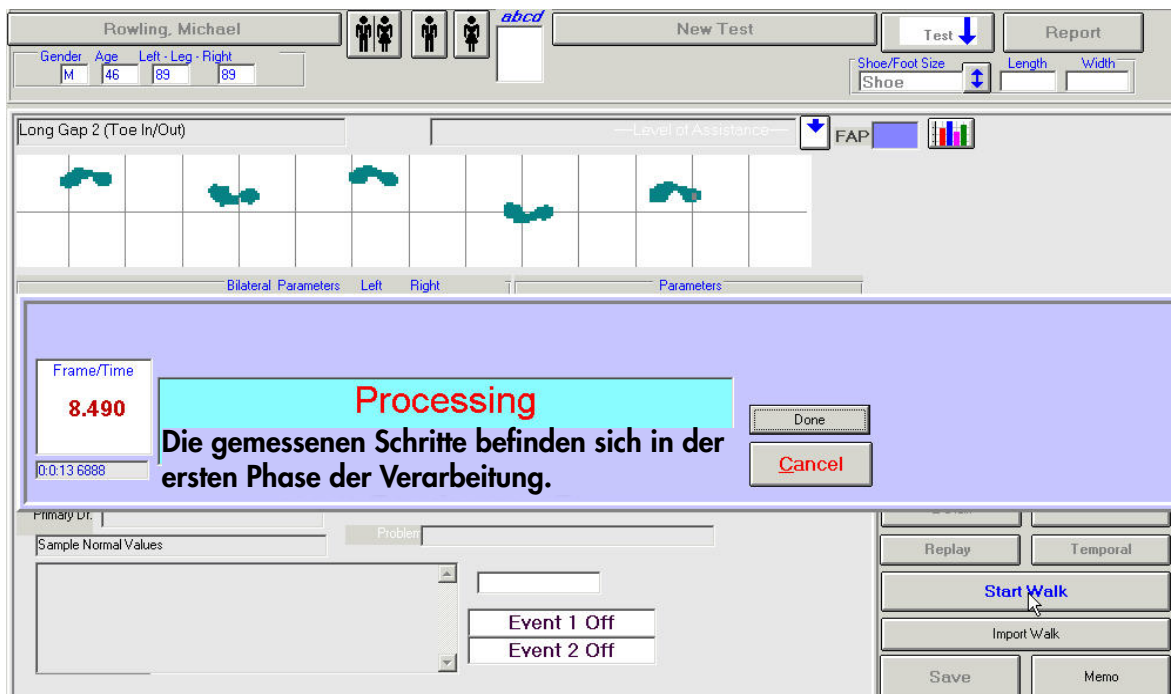 abcd
Rowling, Michael
New Test
Test
Report
Gender Age Left - Leg - Right
M 46 89 89
Shoe/Foot Size Length Width
Shoe
Long Gap 2 (Toe In/Out)
—Level of Assistance—
FAP
Bilateral Parameters Left Right
Parameters
Frame/Time
8.490
0:0:13 6888
Processing
Die gemessenen Schritte befinden sich in der
ersten Phase der Verarbeitung.
Done
Cancel
Primary Dr.
Problem
Sample Normal Values
Replay
Temporal
Start Walk
Import Walk
Event 1 Off
Event 2 Off
Save
Memo